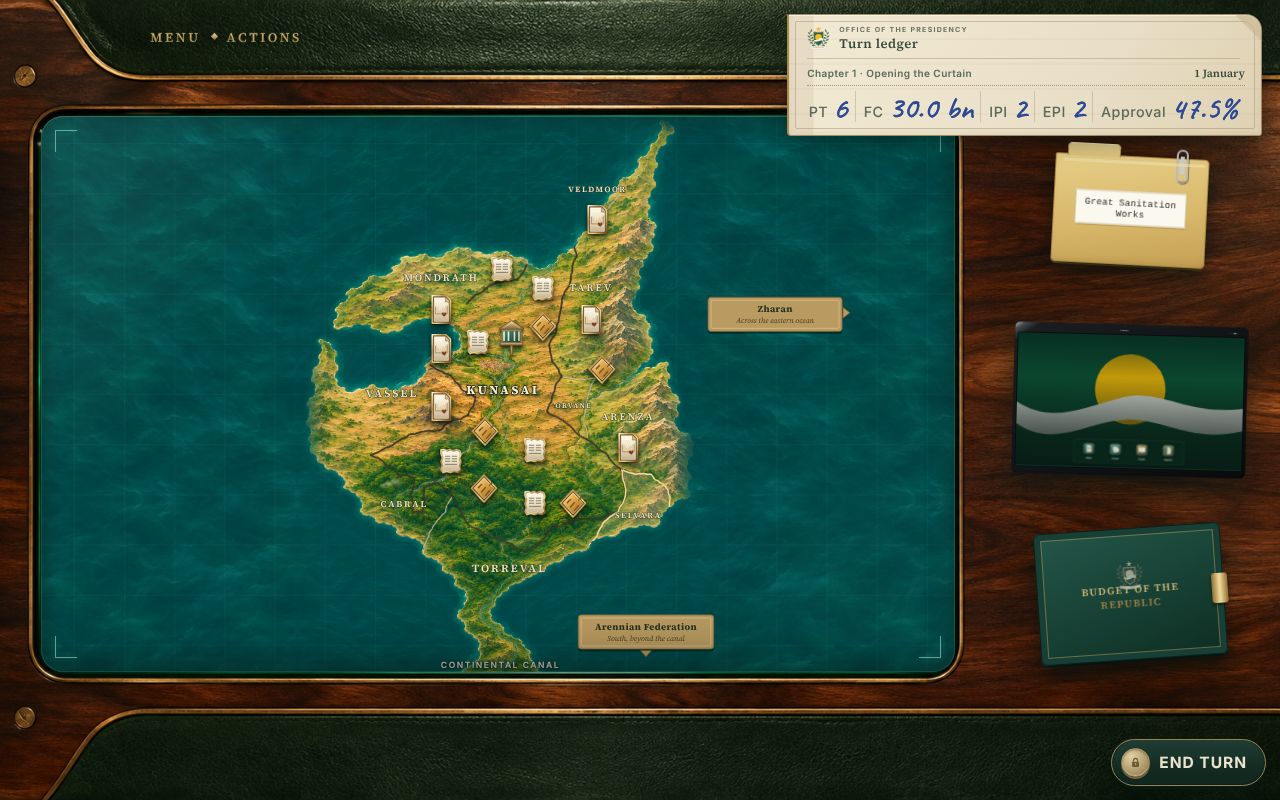 MENU ◆ ACTIONS
OFFICE OF THE PRESIDENCY
Turn ledger
Chapter 1 · Opening the Curtain
1 January
PT 6 FC 30.0 bn IPI 2 EPI 2 Approval 47.5%
Great Sanitation
Works
VELDMOOR
MONDRATH
TAREV
Zharan
Across the eastern ocean
VASSEL
KUNASAI
ORVANE
ARENZA
CABRAL
SELVARA
TORREVAL
BUDGET OF THE
REPUBLIC
Arennian Federation
South, beyond the canal
CONTINENTAL CANAL
END TURN